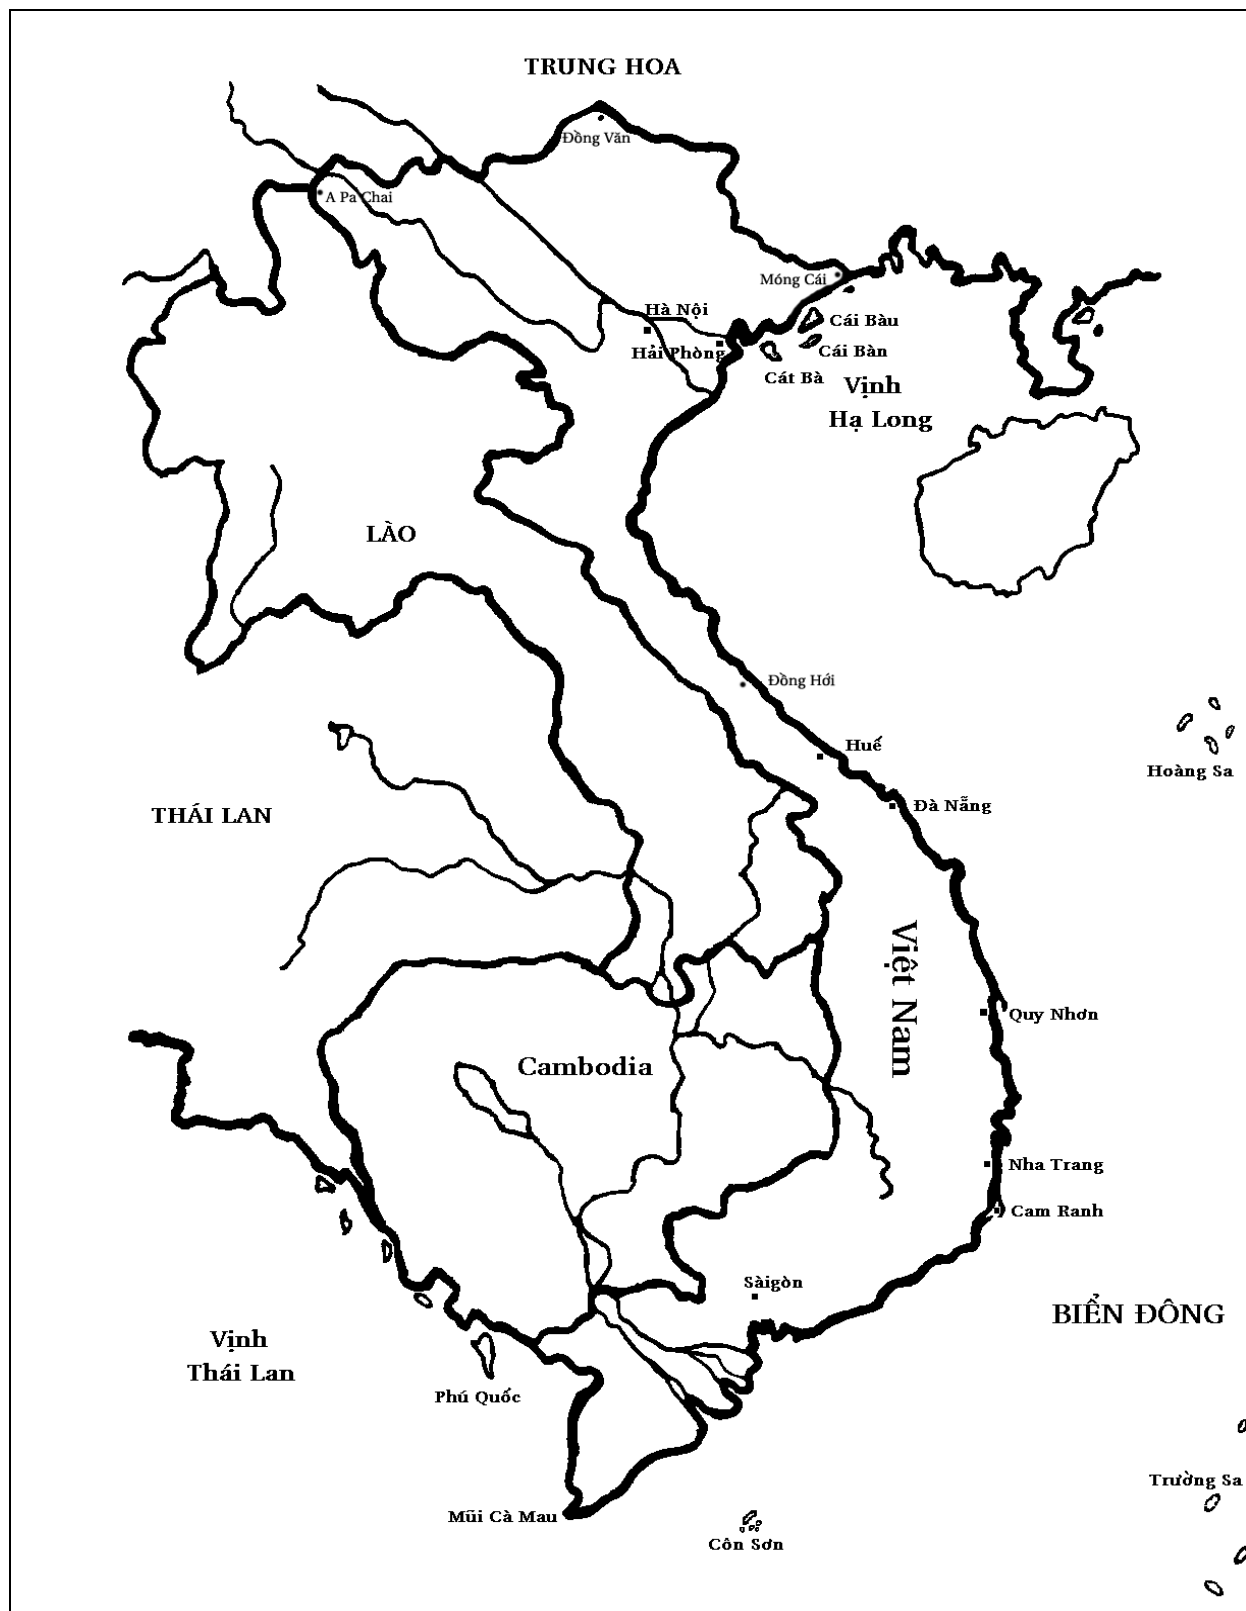 TRUNG HOA
Đồng Văn
A Pa Chai
Móng Cái
Hà Nội
Cái Bàu
Hải Phòng
Cái Bàn
Cát Bà
Vịnh
Hạ Long
LÀO
Đồng Hới
Huế
Hoàng Sa
THÁI LAN
Đà Nẵng
Việt Nam
Quy Nhơn
Cambodia
Nha Trang
Cam Ranh
Sàigòn
BIỂN ĐÔNG
Vịnh
Thái Lan
Phú Quốc
Trường Sa
Mũi Cà Mau
Côn Sơn